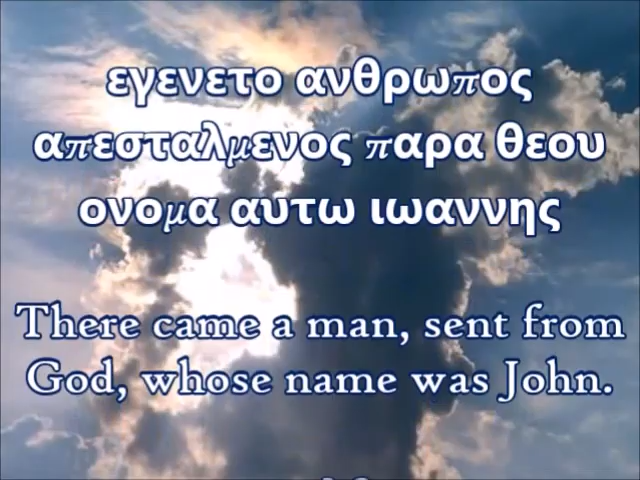 εγενετο ανθρωπος
απεσταλμενος παρα θεου
ονομα αυτω ιωαννης
There came a man, sent from
God, whose name was John.